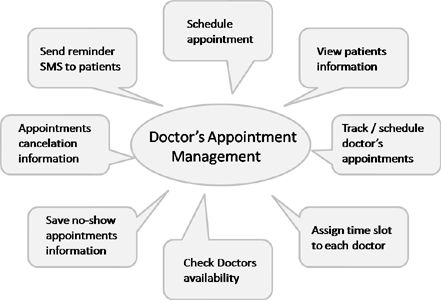 Schedule
appointment
Send reminder
SMS to patients
View patients
information
Doctor's Appointment
Management
Appointments
cancelation
information
Track / schedule
doctor's
appointments
Save no-show
appointments
information
Check Doctors
availability
Assign time slot
to each doctor